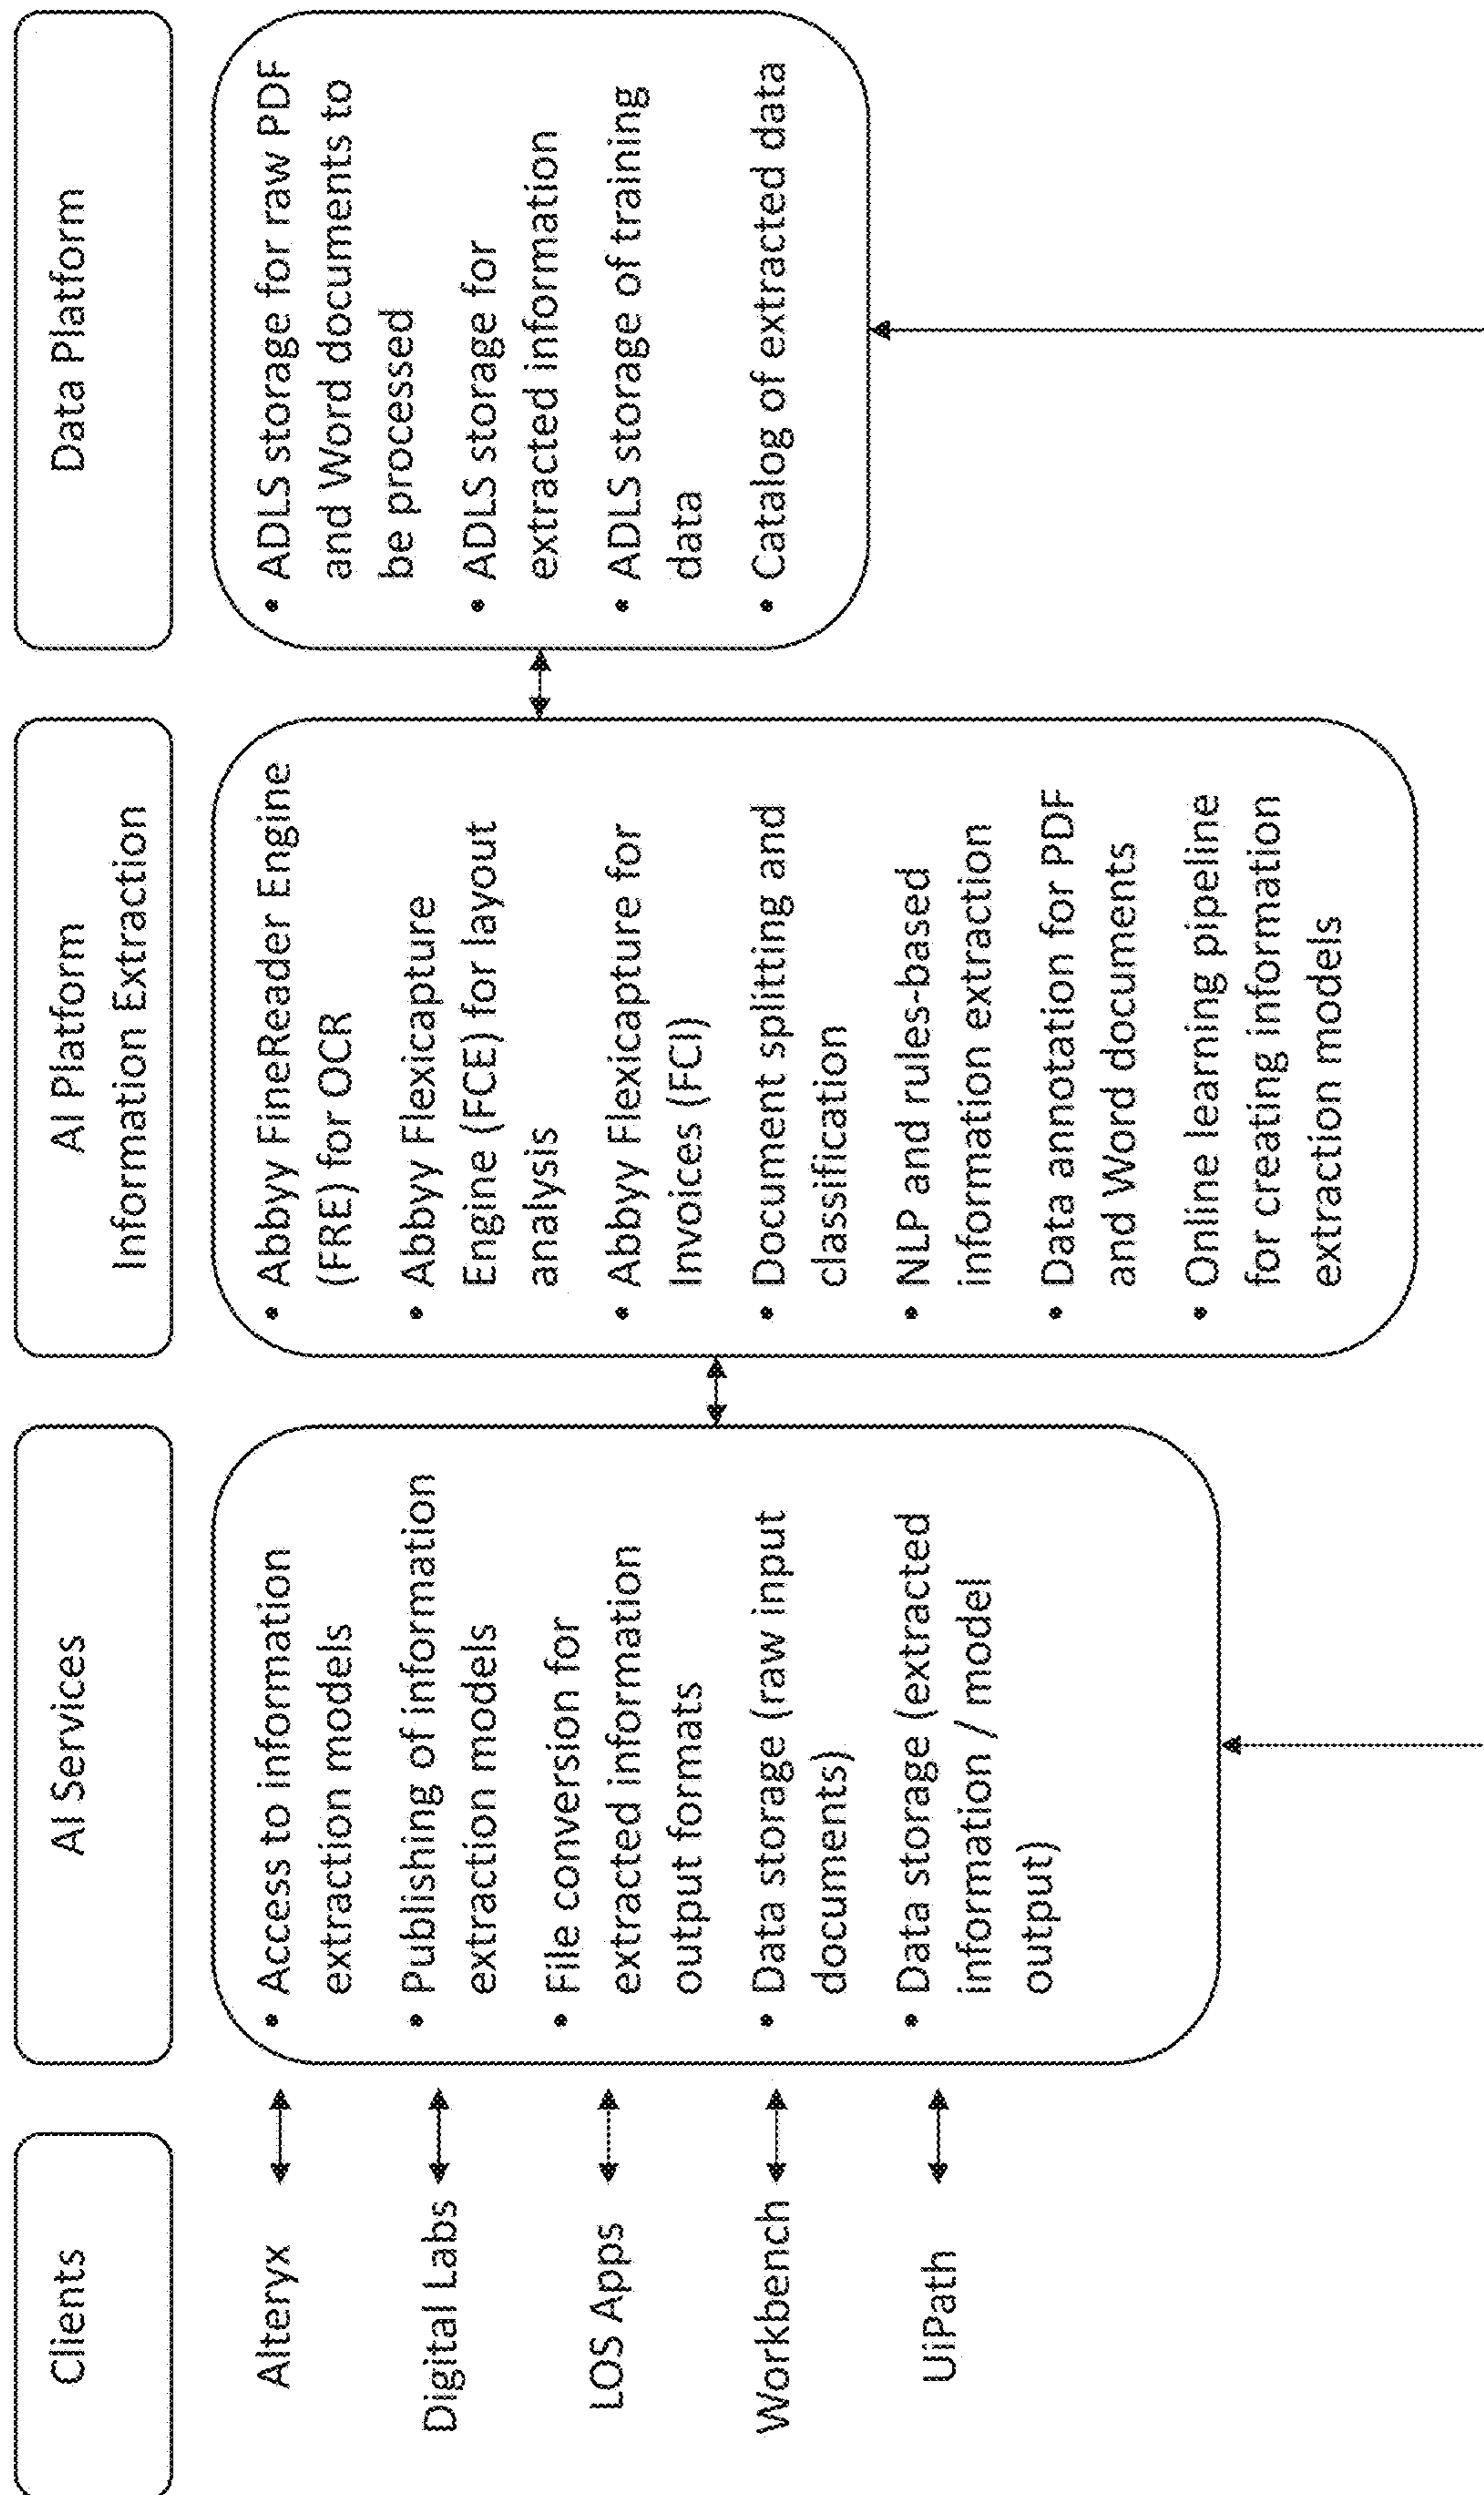 Clients
Alteryx
Digital Labs
LOS Apps
Workbench
UiPath
AI Services
• Access to information
extraction models
• Publishing of information
extraction models
• File conversion for
extracted information
output formats
• Data storage (raw input
documents)
• Data storage (extracted
information / model
output)
AI Platform
Information Extraction
• Abbyy FineReader Engine
(FRE) for OCR
• Abbyy Flexicapture
Engine (FCE) for layout
analysis
• Abbyy Flexicapture for
Invoices (FCI)
• Document splitting and
classification
• NLP and rules-based
information extraction
• Data annotation for PDF
and Word documents
• Online learning pipeline
for creating information
extraction models
Data Platform
• ADLS storage for raw PDF
and Word documents to
be processed
• ADLS storage for
extracted information
• ADLS storage of training
data
• Catalog of extracted data